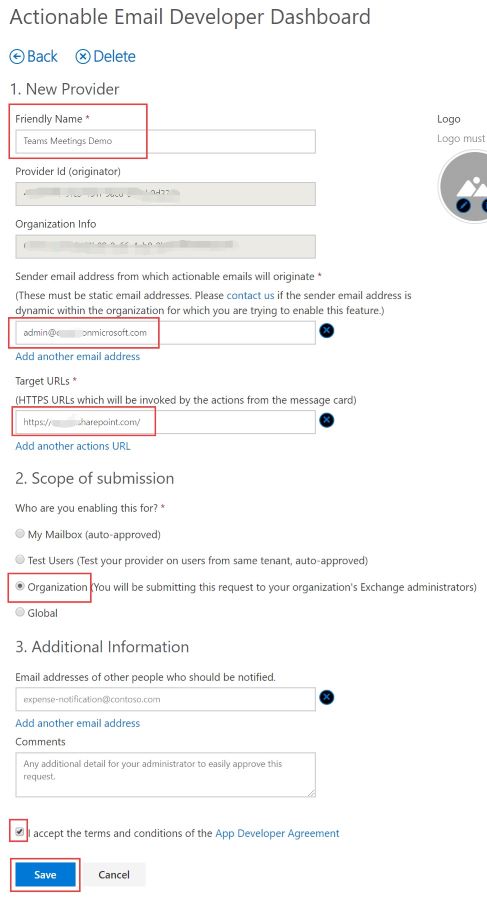 Actionable Email Developer Dashboard
Back Delete
1. New Provider
Friendly Name *
Teams Meetings Demo
Logo
Logo must
Provider Id (originator)
Organization Info
Sender email address from which actionable emails will originate *
(These must be static email addresses. Please contact us if the sender email address is
dynamic within the organization for which you are trying to enable this feature.)
admin@ onmicrosoft.com
Add another email address
Target URLs *
(HTTPS URLs which will be invoked by the actions from the message card)
https:// sharepoint.com/
Add another actions URL
2. Scope of submission
Who are you enabling this for? *
My Mailbox (auto-approved)
Test Users (Test your provider on users from same tenant, auto-approved)
Organization (You will be submitting this request to your organization's Exchange administrators)
Global
3. Additional Information
Email addresses of other people who should be notified.
expense-notification@contoso.com
Add another email address
Comments
Any additional detail for your administrator to easily approve this
request.
I accept the terms and conditions of the App Developer Agreement
Save Cancel